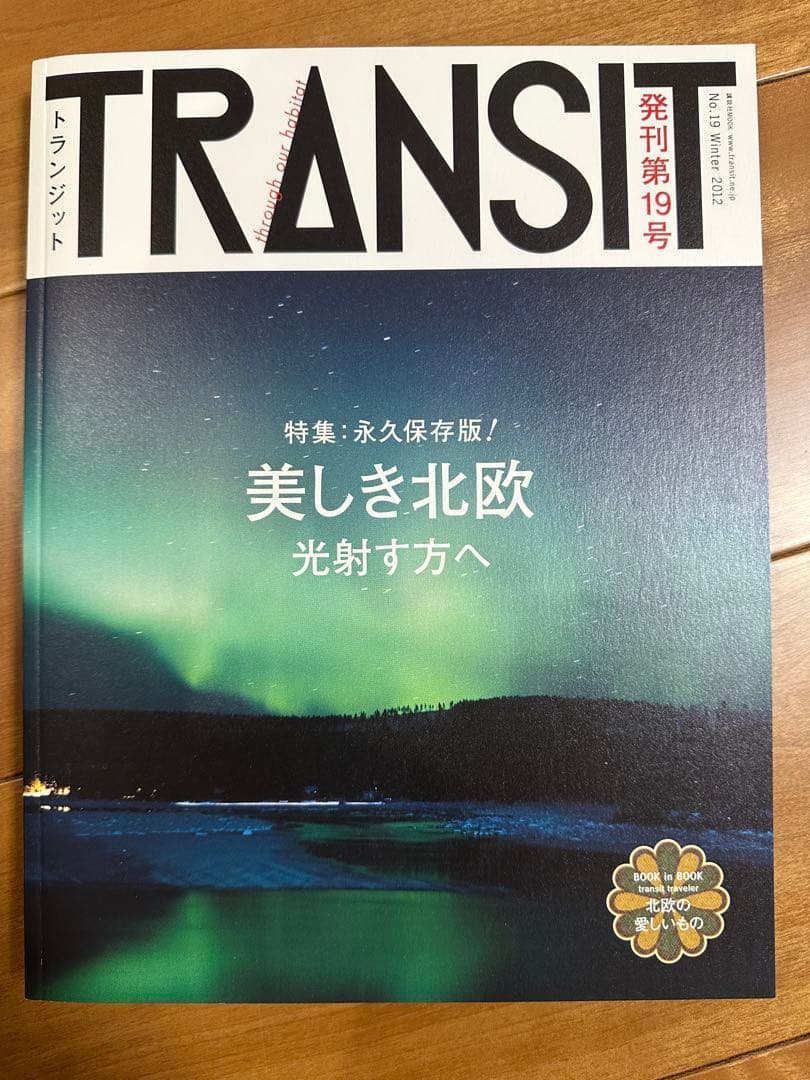 TRANSIT
トランジット
through our habitat
発刊第19号
講談社MOOK www.transit.ne.jp
No.19 Winter 2012
特集:永久保存版!
美しき北欧
光射す方へ
BOOK in BOOK
transit traveler
北欧の
愛しいもの